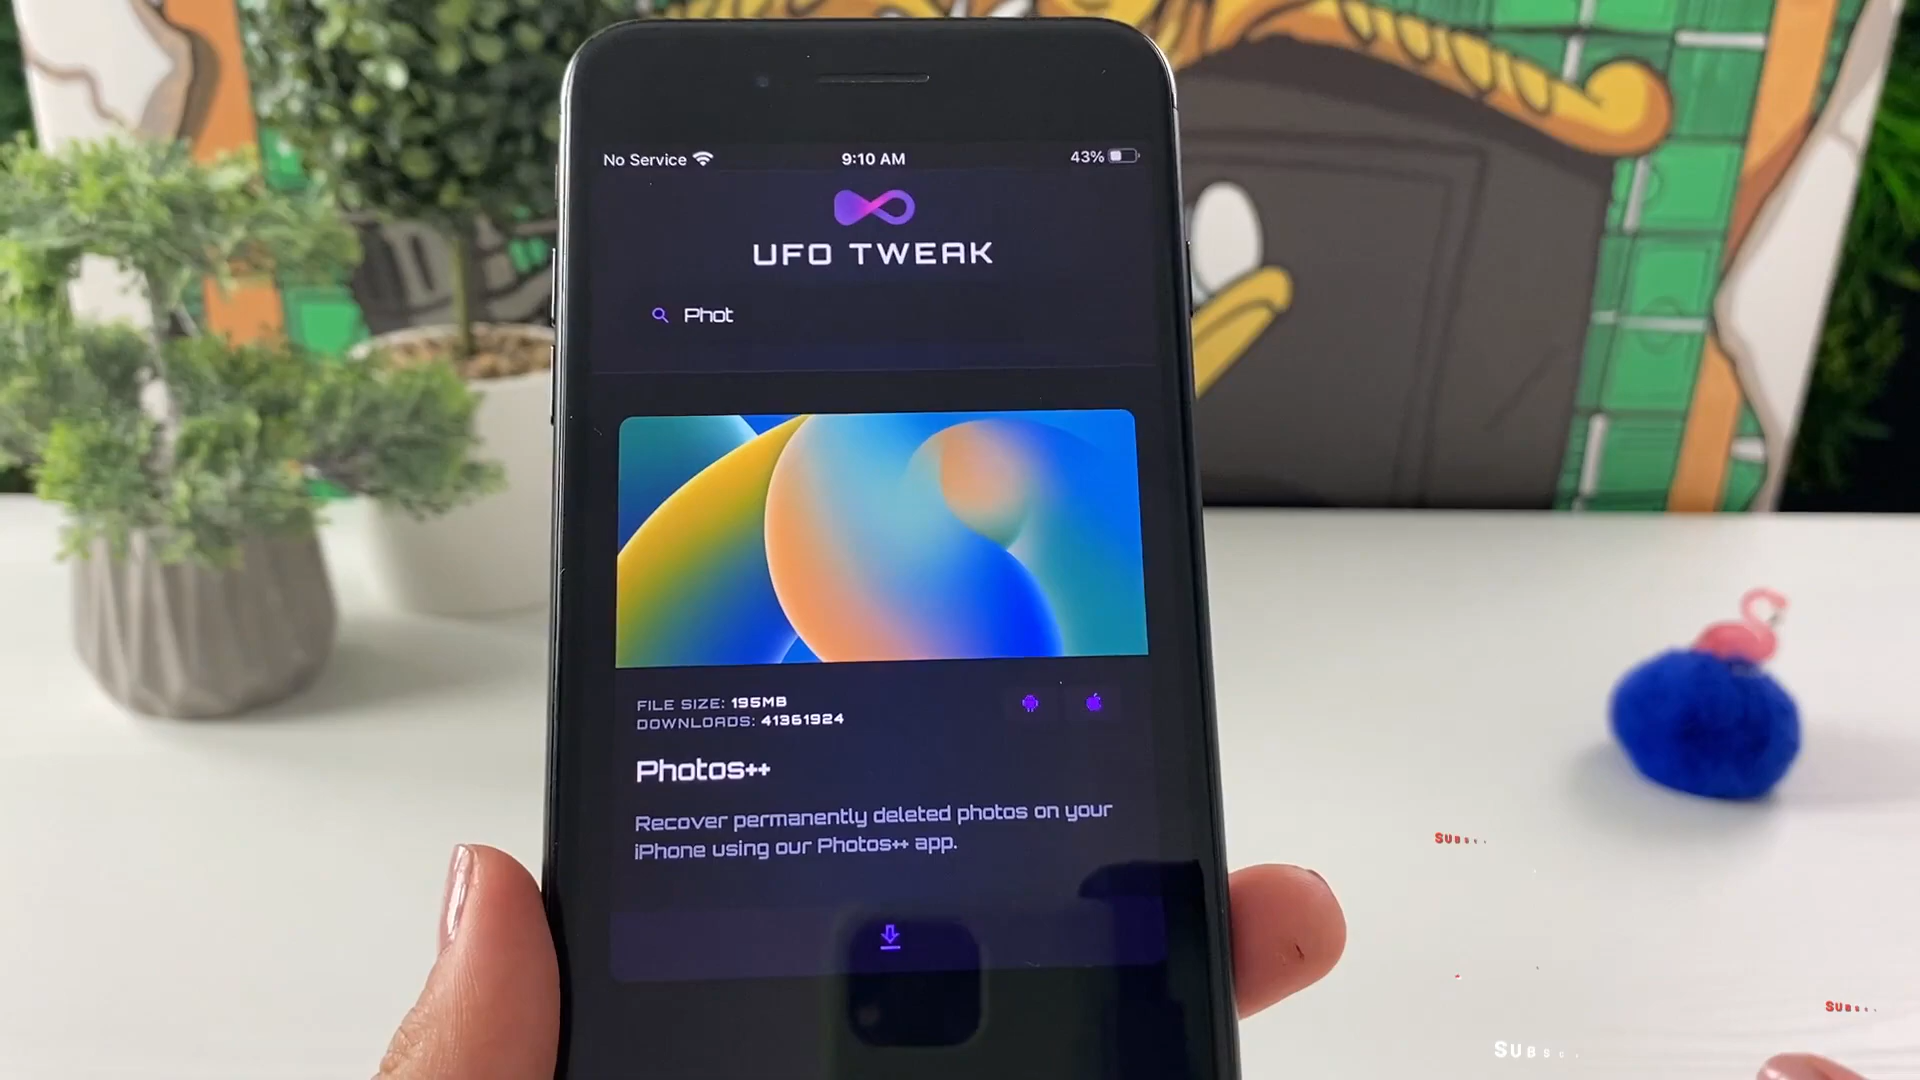 No Service
9:10 AM
43%
UFO TWEAK
Phot
FILE SIZE: 195MB
DOWNLOADS: 41361924
Photos++
Recover permanently deleted photos on your
iPhone using our Photos++ app.